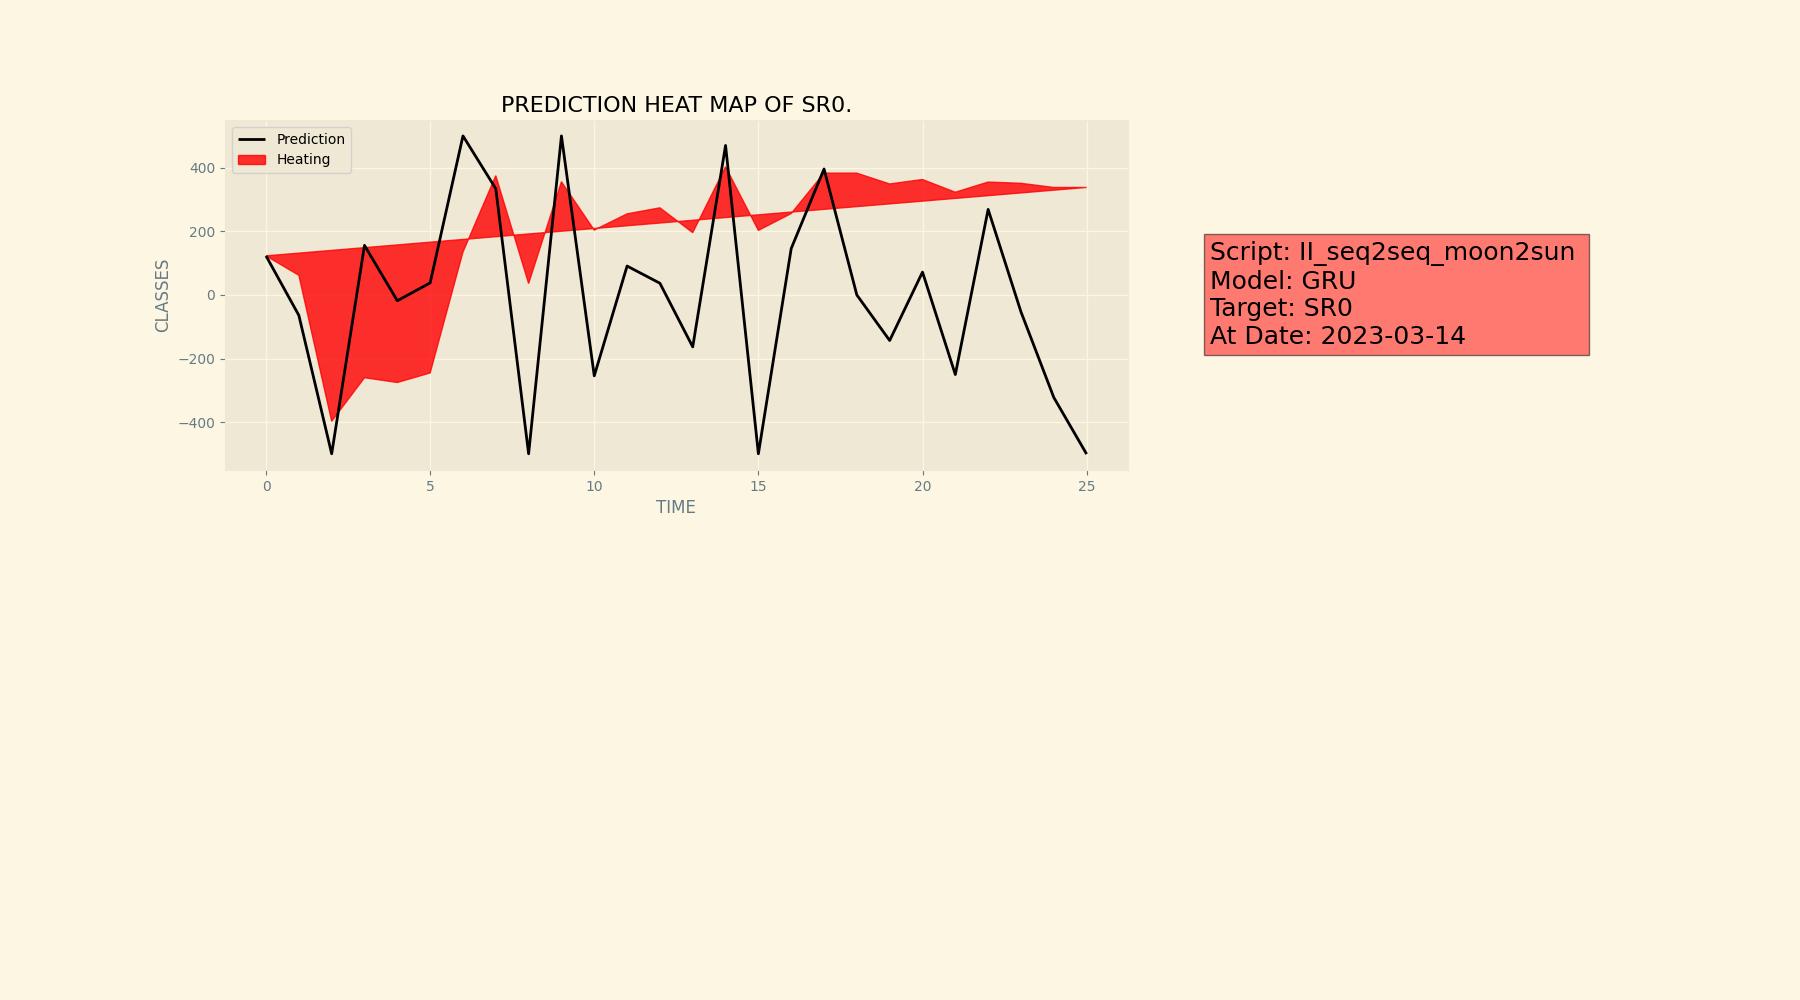 PREDICTION HEAT MAP OF SR0.
Prediction
Heating
400
200
0
−200
−400
CLASSES
0 5 10 15 20 25
TIME
Script: II_seq2seq_moon2sun
Model: GRU
Target: SR0
At Date: 2023-03-14